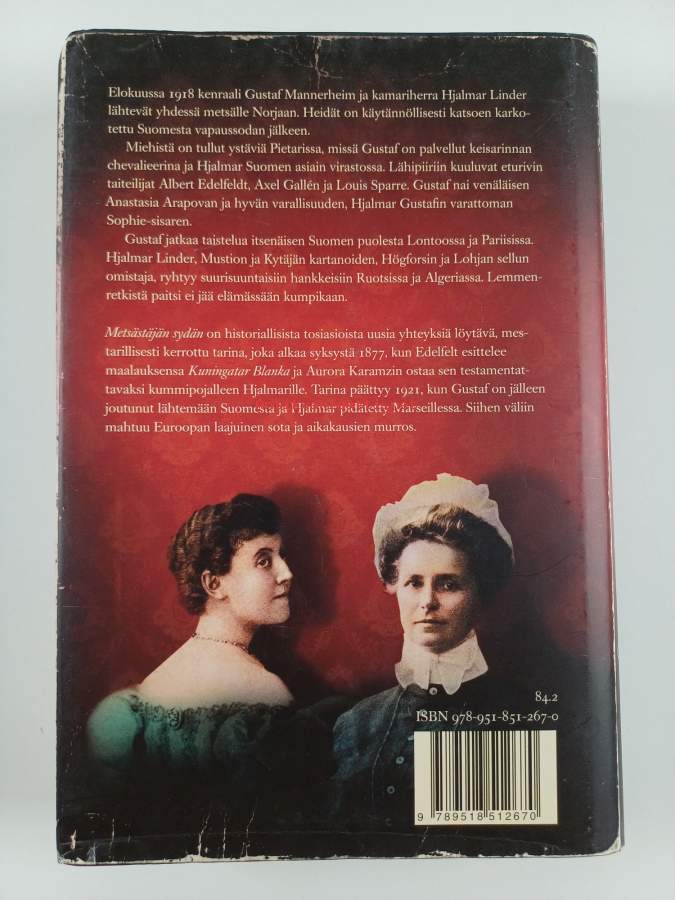 Elokuussa 1918 kenraali Gustaf Mannerheim ja kamariherra Hjalmar Linder
lähtevät yhdessä metsälle Norjaan. Heidät on käytännöllisesti katsoen karko-
tettu Suomesta vapaussodan jälkeen.
Miehistä on tullut ystäviä Pietarissa, missä Gustaf on palvellut keisarinnan
chevalieerina ja Hjalmar Suomen asiain virastossa. Lähipiiriin kuuluvat eturivin
taiteilijat Albert Edelfeldt, Axel Gallén ja Louis Sparre. Gustaf nai venäläisen
Anastasia Arapovan ja hyvän varallisuuden, Hjalmar Gustafin varattoman
Sophie-sisaren.
Gustaf jatkaa taistelua itsenäisen Suomen puolesta Lontoossa ja Pariisissa.
Hjalmar Linder, Mustion ja Kytäjän kartanoiden, Högforsin ja Lohjan sellun
omistaja, ryhtyy suurisuuntaisiin hankkeisiin Ruotsissa ja Algeriassa. Lemmen-
retkistä paitsi ei jää elämässään kumpikaan.
Metsästäjän sydän on historiallisista tosiasioista uusia yhteyksiä löytävä, mes-
tarillisesti kerrottu tarina, joka alkaa syksystä 1877, kun Edelfelt esittelee
maalauksensa Kuningatar Blanka ja Aurora Karamzin ostaa sen testamentat-
tavaksi kummipojalleen Hjalmarille. Tarina päättyy 1921, kun Gustaf on jälleen
joutunut lähtemään Suomesta ja Hjalmar pidätetty Marseillessa. Siihen väliin
mahtuu Euroopan laajuinen sota ja aikakausien murros.
84.2
ISBN 978-951-851-267-0
9 789518 512670